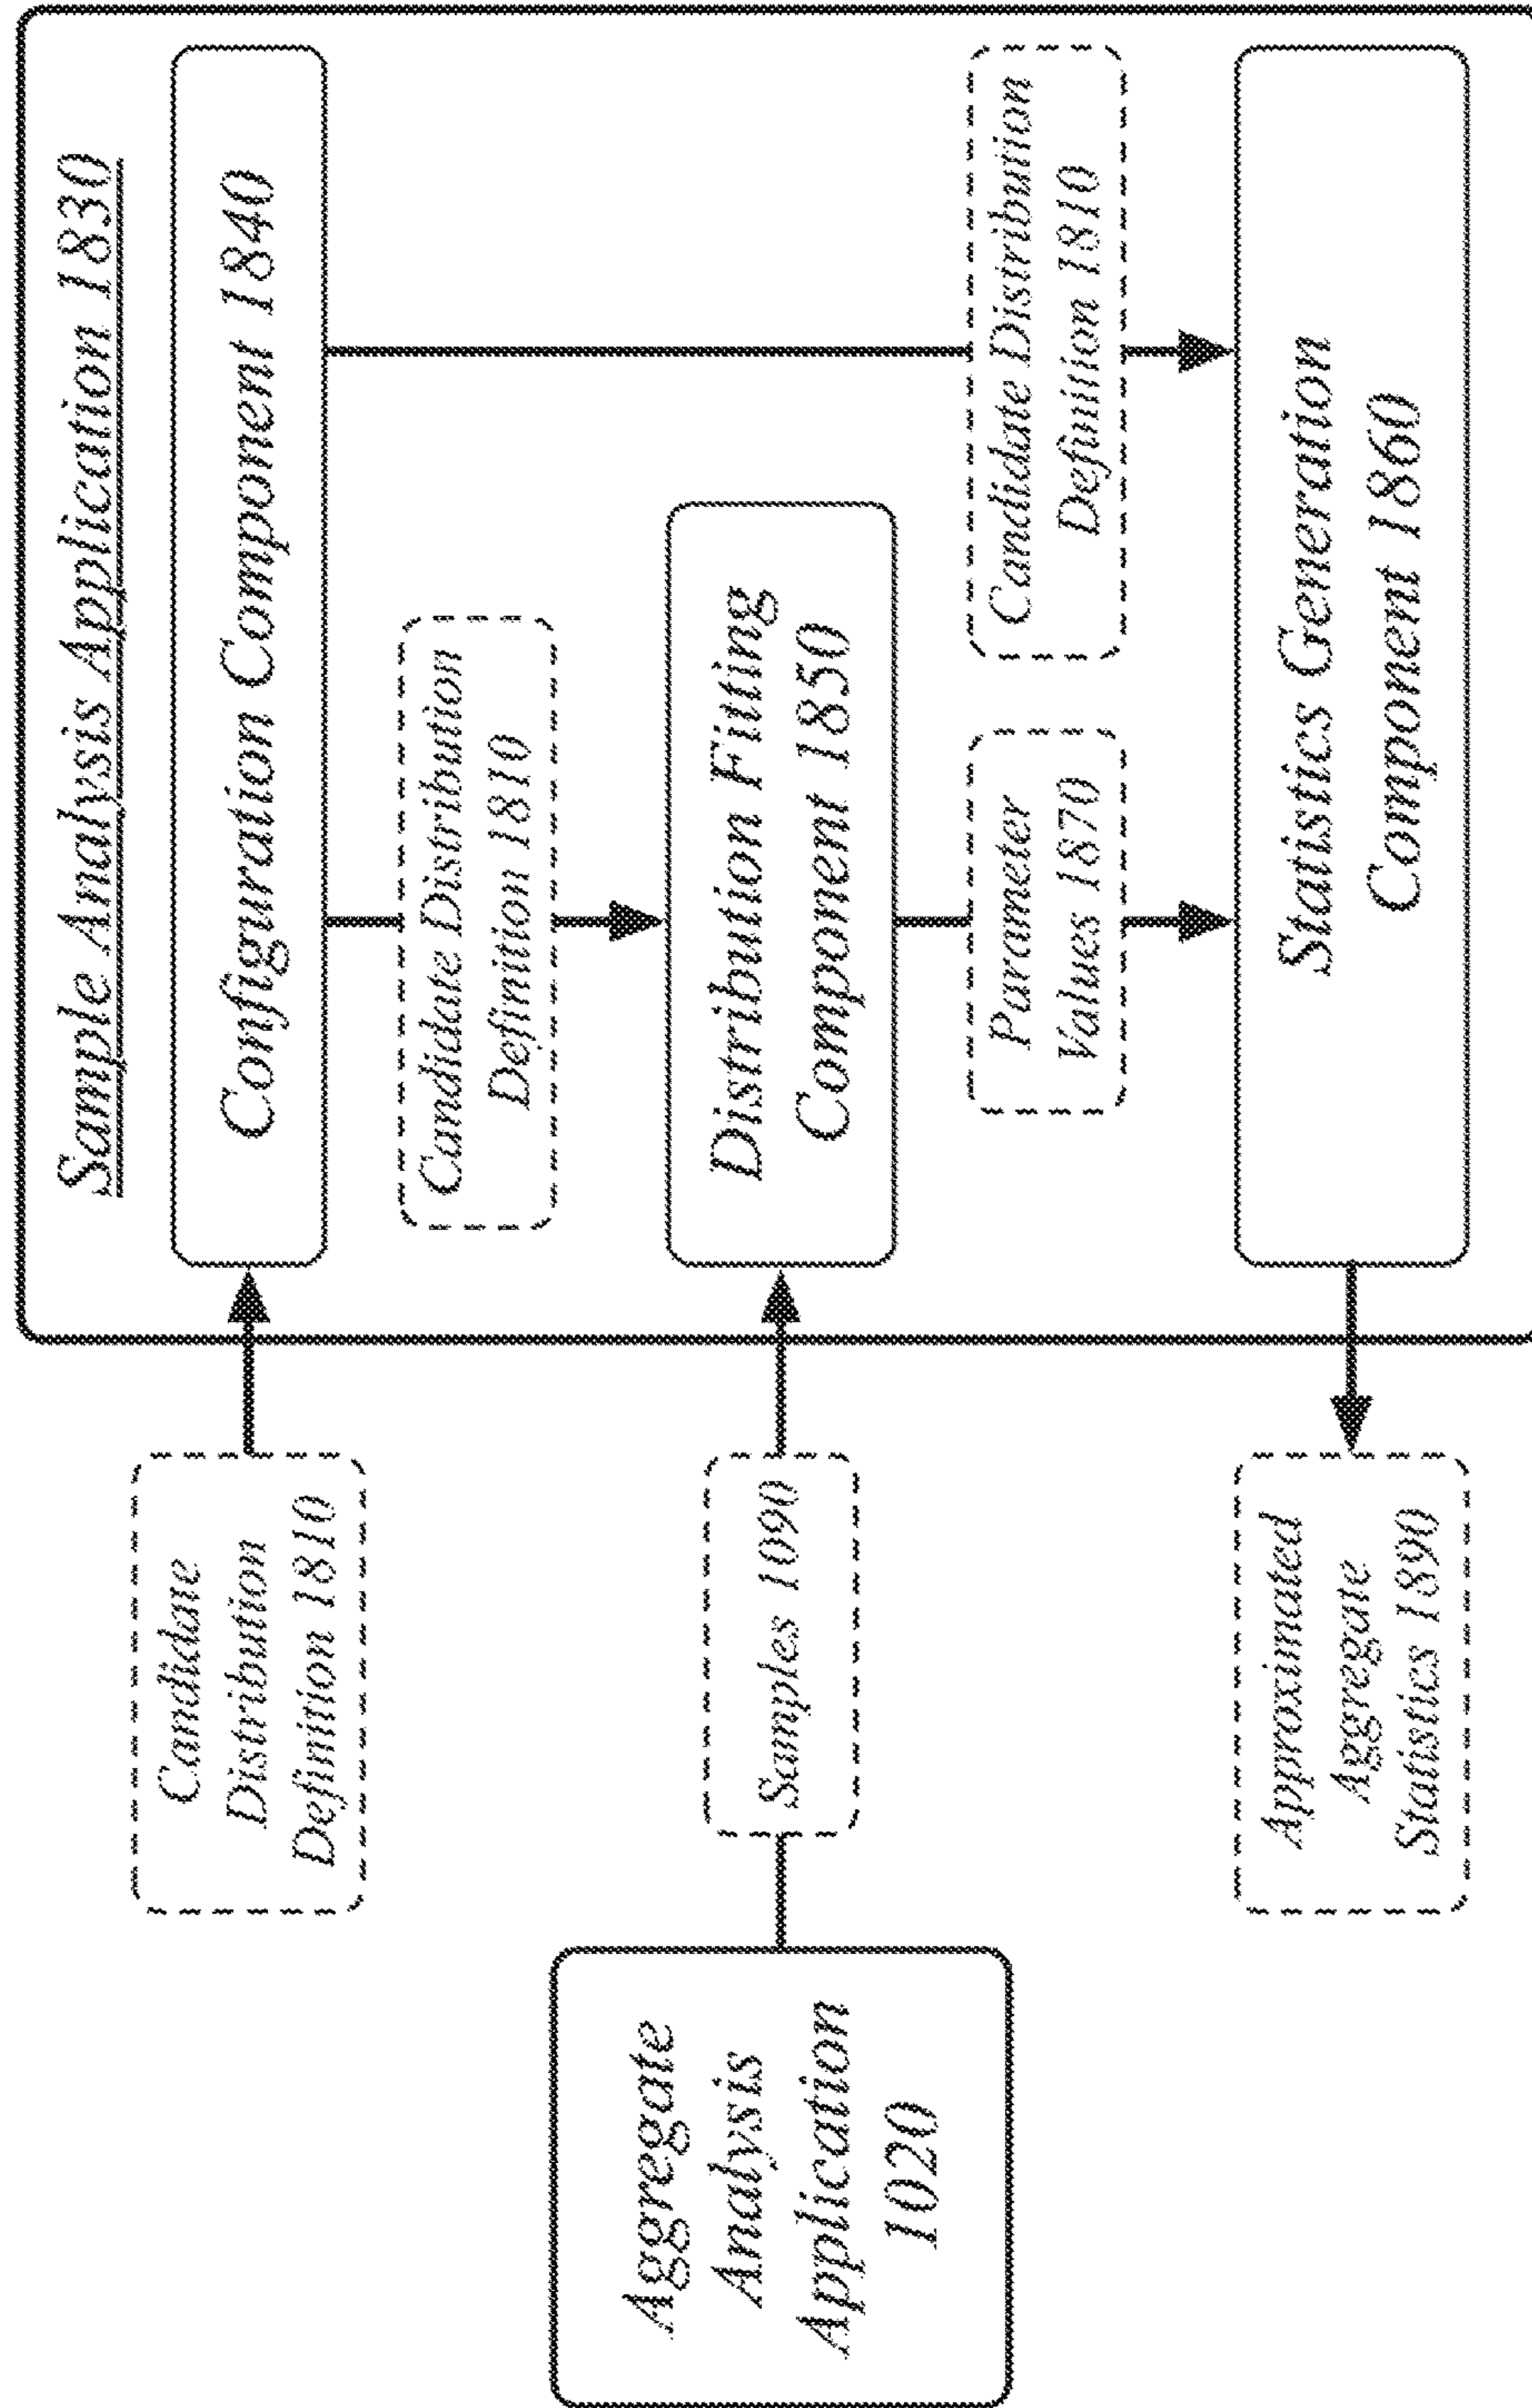 Sample Analysis Application 1830
Configuration Component 1840
Candidate
Distribution
Definition 1810
Candidate Distribution
Definition 1810
Aggregate
Analysis
Application
1020
Samples 1090
Distribution Fitting
Component 1850
Parameter
Values 1870
Candidate Distribution
Definition 1810
Statistics Generation
Component 1860
Approximated
Aggregate
Statistics 1890